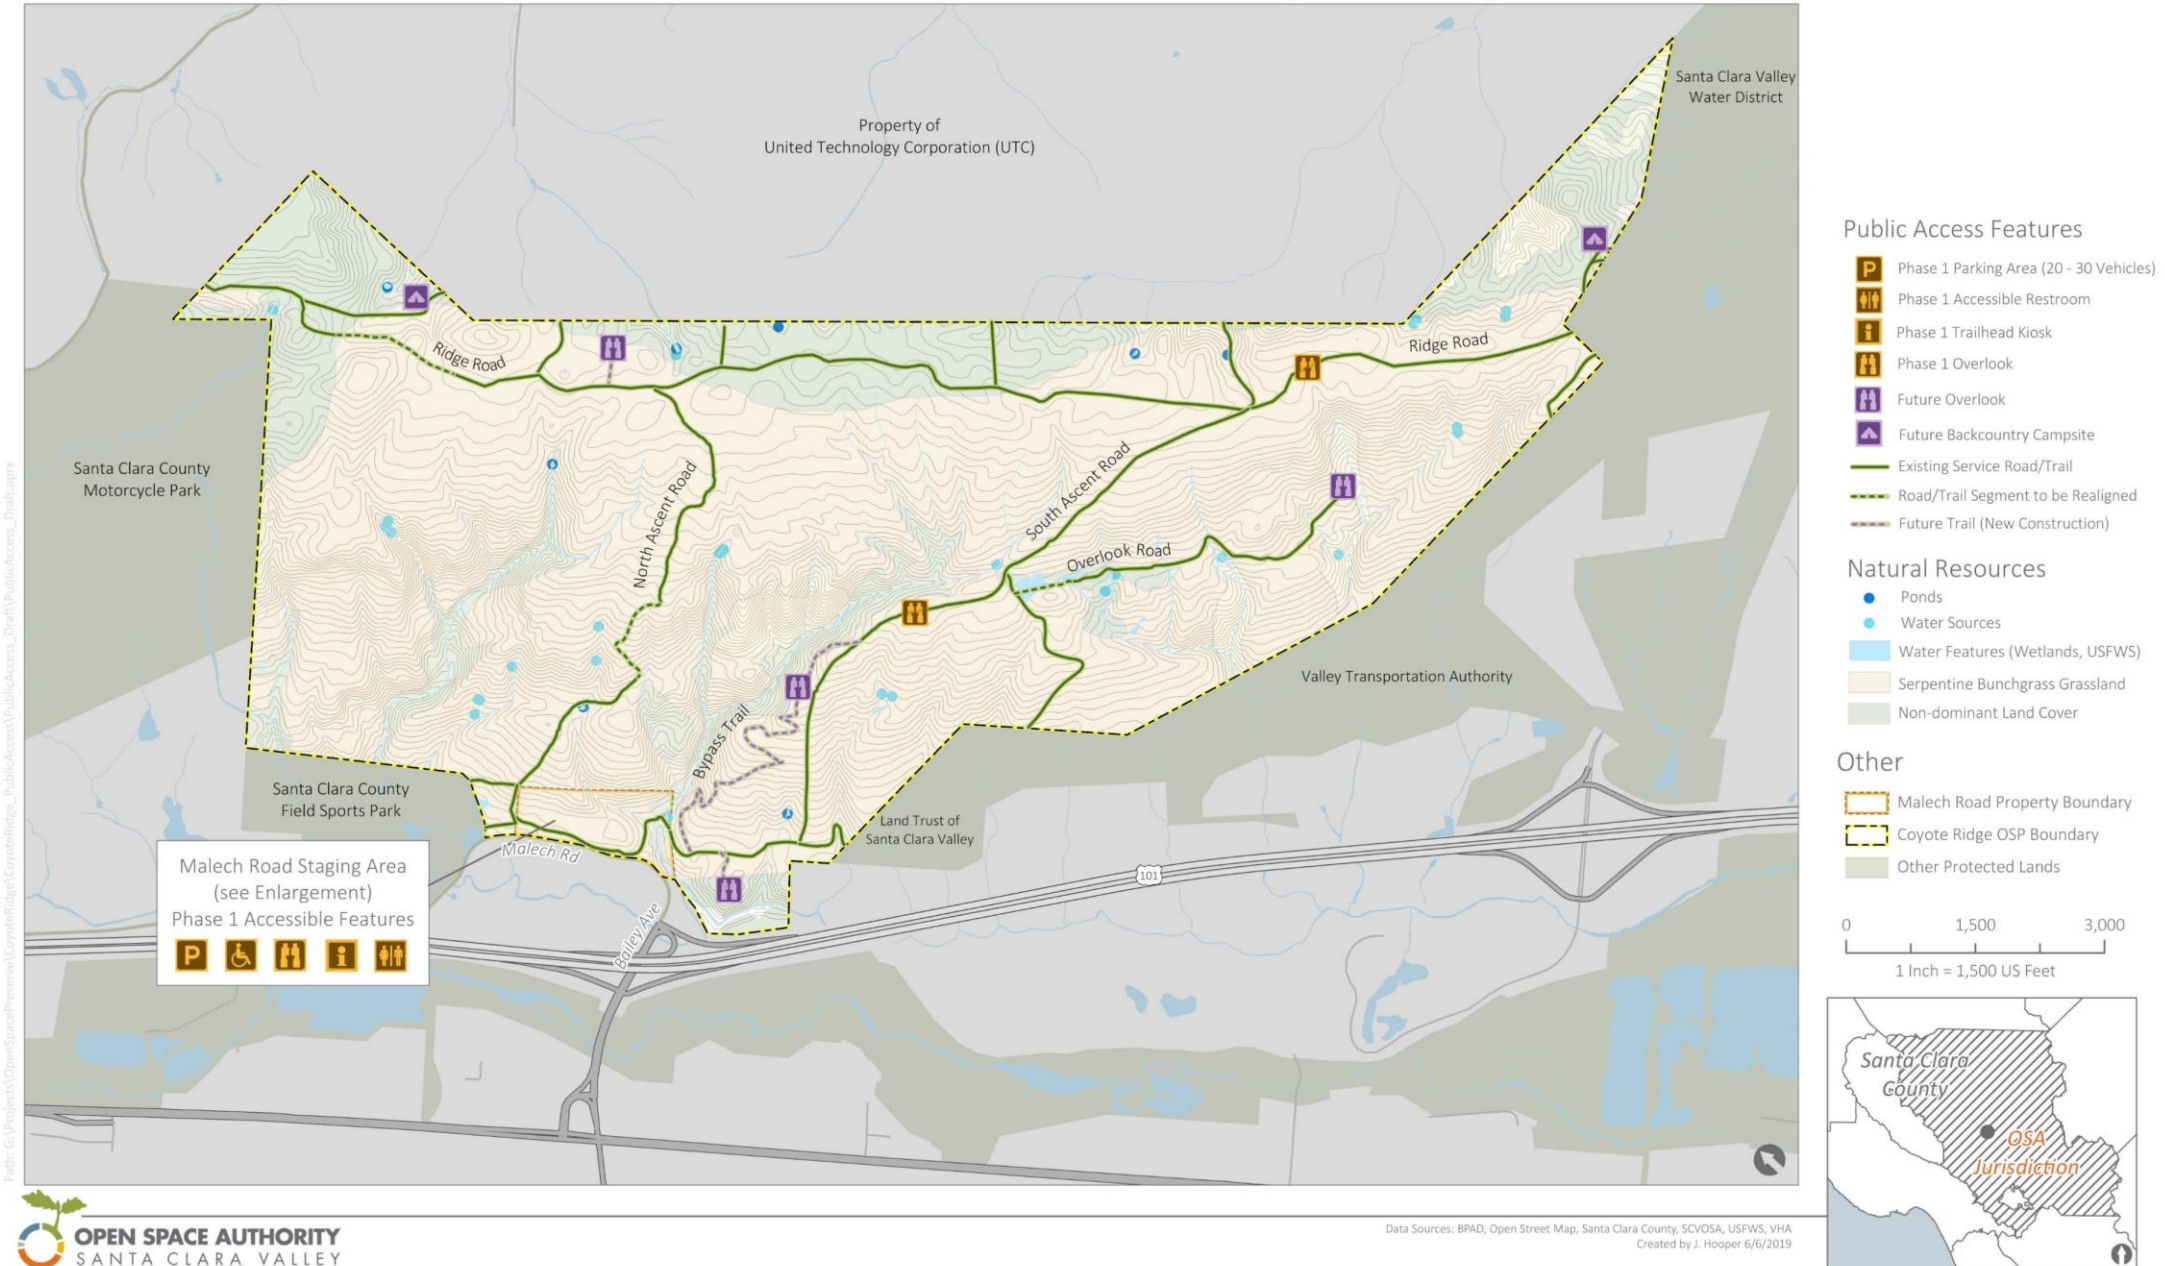 Santa Clara Valley
Water District
Property of
United Technology Corporation (UTC)
Ridge Road
Ridge Road
Santa Clara County
Motorcycle Park
North Ascent Road
South Ascent Road
Overlook Road
Valley Transportation Authority
Bypass Trail
Santa Clara County
Field Sports Park
Land Trust of
Santa Clara Valley
Malech Rd
Malech Road Staging Area
(see Enlargement)
Phase 1 Accessible Features
P
i
Bailey Ave
101
Public Access Features
P
Phase 1 Parking Area (20 - 30 Vehicles)
Phase 1 Accessible Restroom
i
Phase 1 Trailhead Kiosk
Phase 1 Overlook
Future Overlook
Future Backcountry Campsite
Existing Service Road/Trail
Road/Trail Segment to be Realigned
Future Trail (New Construction)
Natural Resources
Ponds
Water Sources
Water Features (Wetlands, USFWS)
Serpentine Bunchgrass Grassland
Non-dominant Land Cover
Other
Malech Road Property Boundary
Coyote Ridge OSP Boundary
Other Protected Lands
0 1,500 3,000
1 Inch = 1,500 US Feet
Santa Clara
County
OSA
Jurisdiction
Path: G:\Projects\OpenSpacePreserve\CoyoteRidge\CoyoteRidge_PublicAccess\PublicAccess_Draft\PublicAccess_Draft.aprx
OPEN SPACE AUTHORITY
SANTA CLARA VALLEY
Data Sources: BPAD, Open Street Map, Santa Clara County, SCVOSA, USFWS, VHA
Created by J. Hooper 6/6/2019